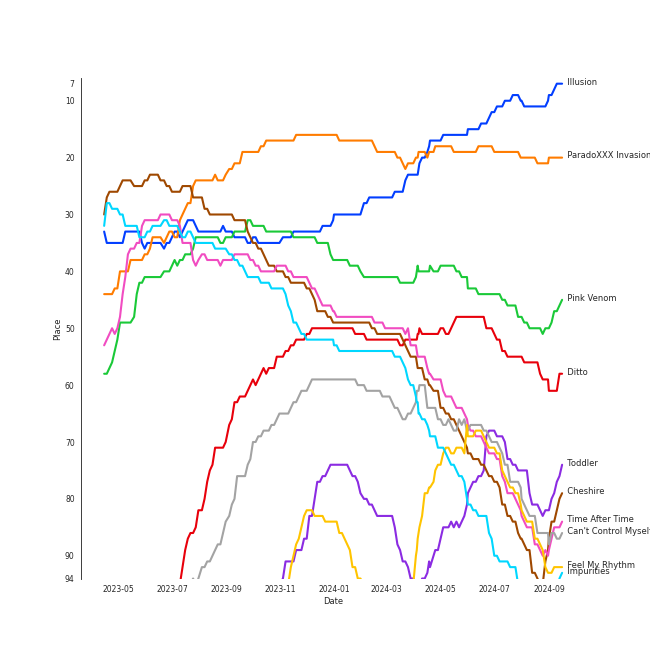 7
10
20
30
40
50
60
70
80
90
94
Place
2023-05
2023-07
2023-09
2023-11
2024-01
2024-03
2024-05
2024-07
2024-09
Date
Illusion
ParadoXXX Invasion
Pink Venom
Ditto
Toddler
Cheshire
Time After Time
Can't Control Mysel
Feel My Rhythm
Impurities